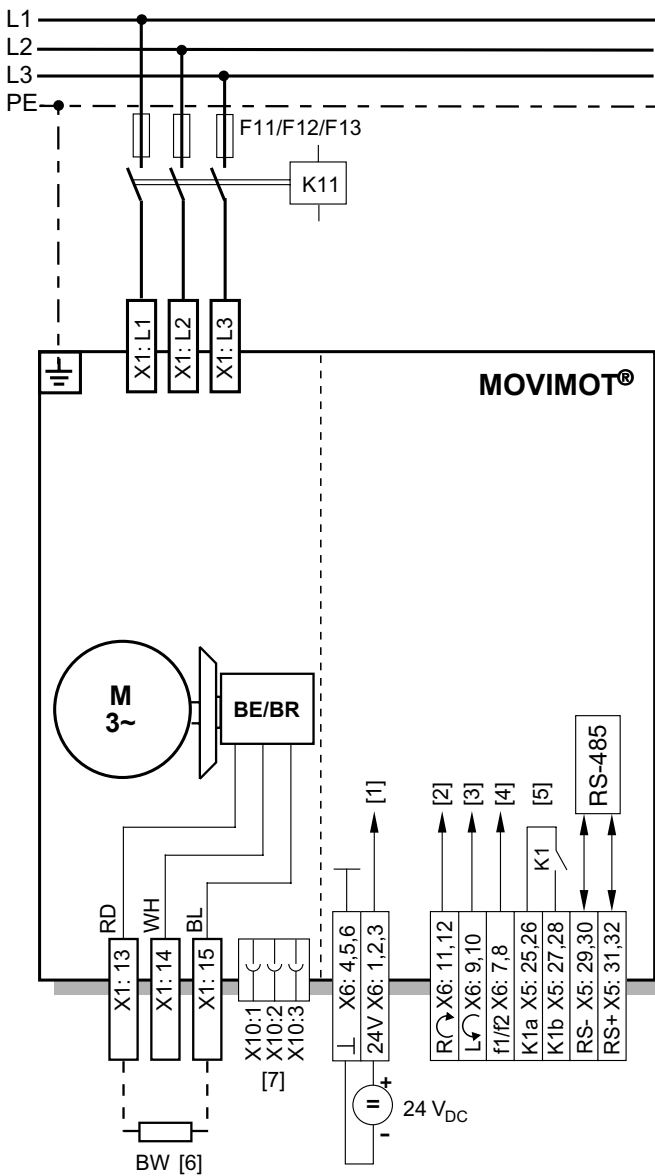 L1
L2
L3
PE
F11/F12/F13
K11
X1: L1
X1: L2
X1: L3
MOVIMOT®
M
3~
BE/BR
RS-485
[1]
[2]
[3]
[4]
[5]
K1
RD
WH
BL
X1: 13
X1: 14
X1: 15
X10:1
X10:2
X10:3
[7]
⊥ X6: 4,5,6
24V X6: 1,2,3
R X6: 11,12
L X6: 9,10
f1/f2 X6: 7,8
K1a X5: 25,26
K1b X5: 27,28
RS- X5: 29,30
RS+ X5: 31,32
+
=
-
24 VDC
BW [6]